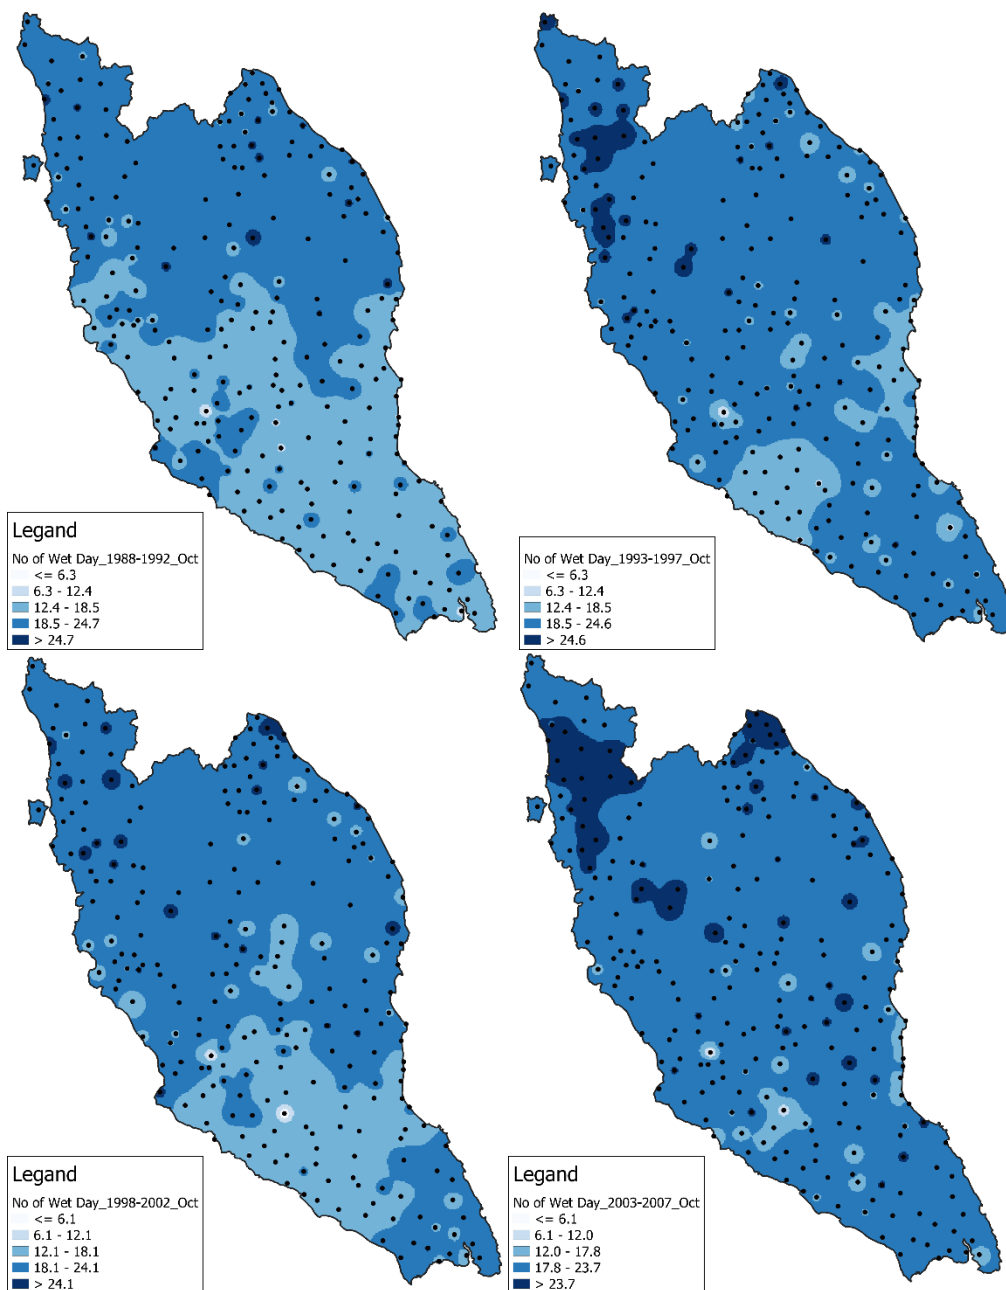 Legand
No of Wet Day_1988-1992_Oct
<= 6.3
6.3 - 12.4
12.4 - 18.5
18.5 - 24.7
> 24.7
Legand
No of Wet Day_1993-1997_Oct
<= 6.3
6.3 - 12.4
12.4 - 18.5
18.5 - 24.6
> 24.6
Legand
No of Wet Day_1998-2002_Oct
<= 6.1
6.1 - 12.1
12.1 - 18.1
18.1 - 24.1
> 24.1
Legand
No of Wet Day_2003-2007_Oct
<= 6.1
6.1 - 12.0
12.0 - 17.8
17.8 - 23.7
> 23.7